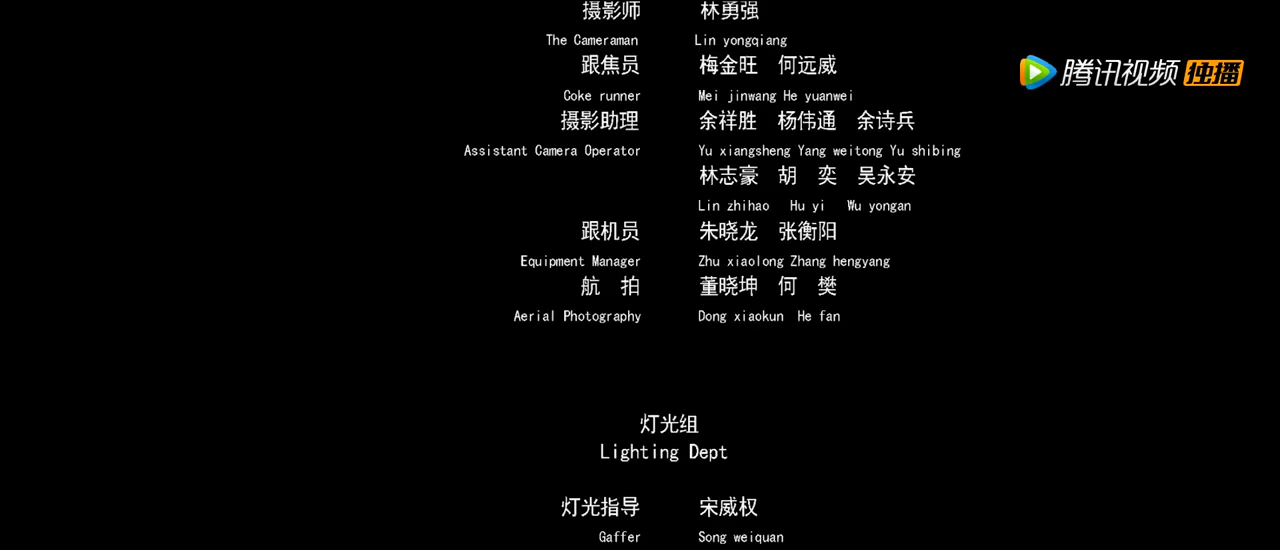 摄影师 林勇强
The Cameraman Lin yongqiang
跟焦员 梅金旺 何远威
Coke runner Mei jinwang He yuanwei
腾讯视频 独播
摄影助理 余祥胜 杨伟通 余诗兵
Assistant Camera Operator Yu xiangsheng Yang weitong Yu shibing
林志豪 胡 奕 吴永安
Lin zhihao Hu yi Wu yongan
跟机员 朱晓龙 张衡阳
Equipment Manager Zhu xiaolong Zhang hengyang
航 拍 董晓坤 何 樊
Aerial Photography Dong xiaokun He fan
灯光组
Lighting Dept
灯光指导 宋威权
Gaffer Song weiquan